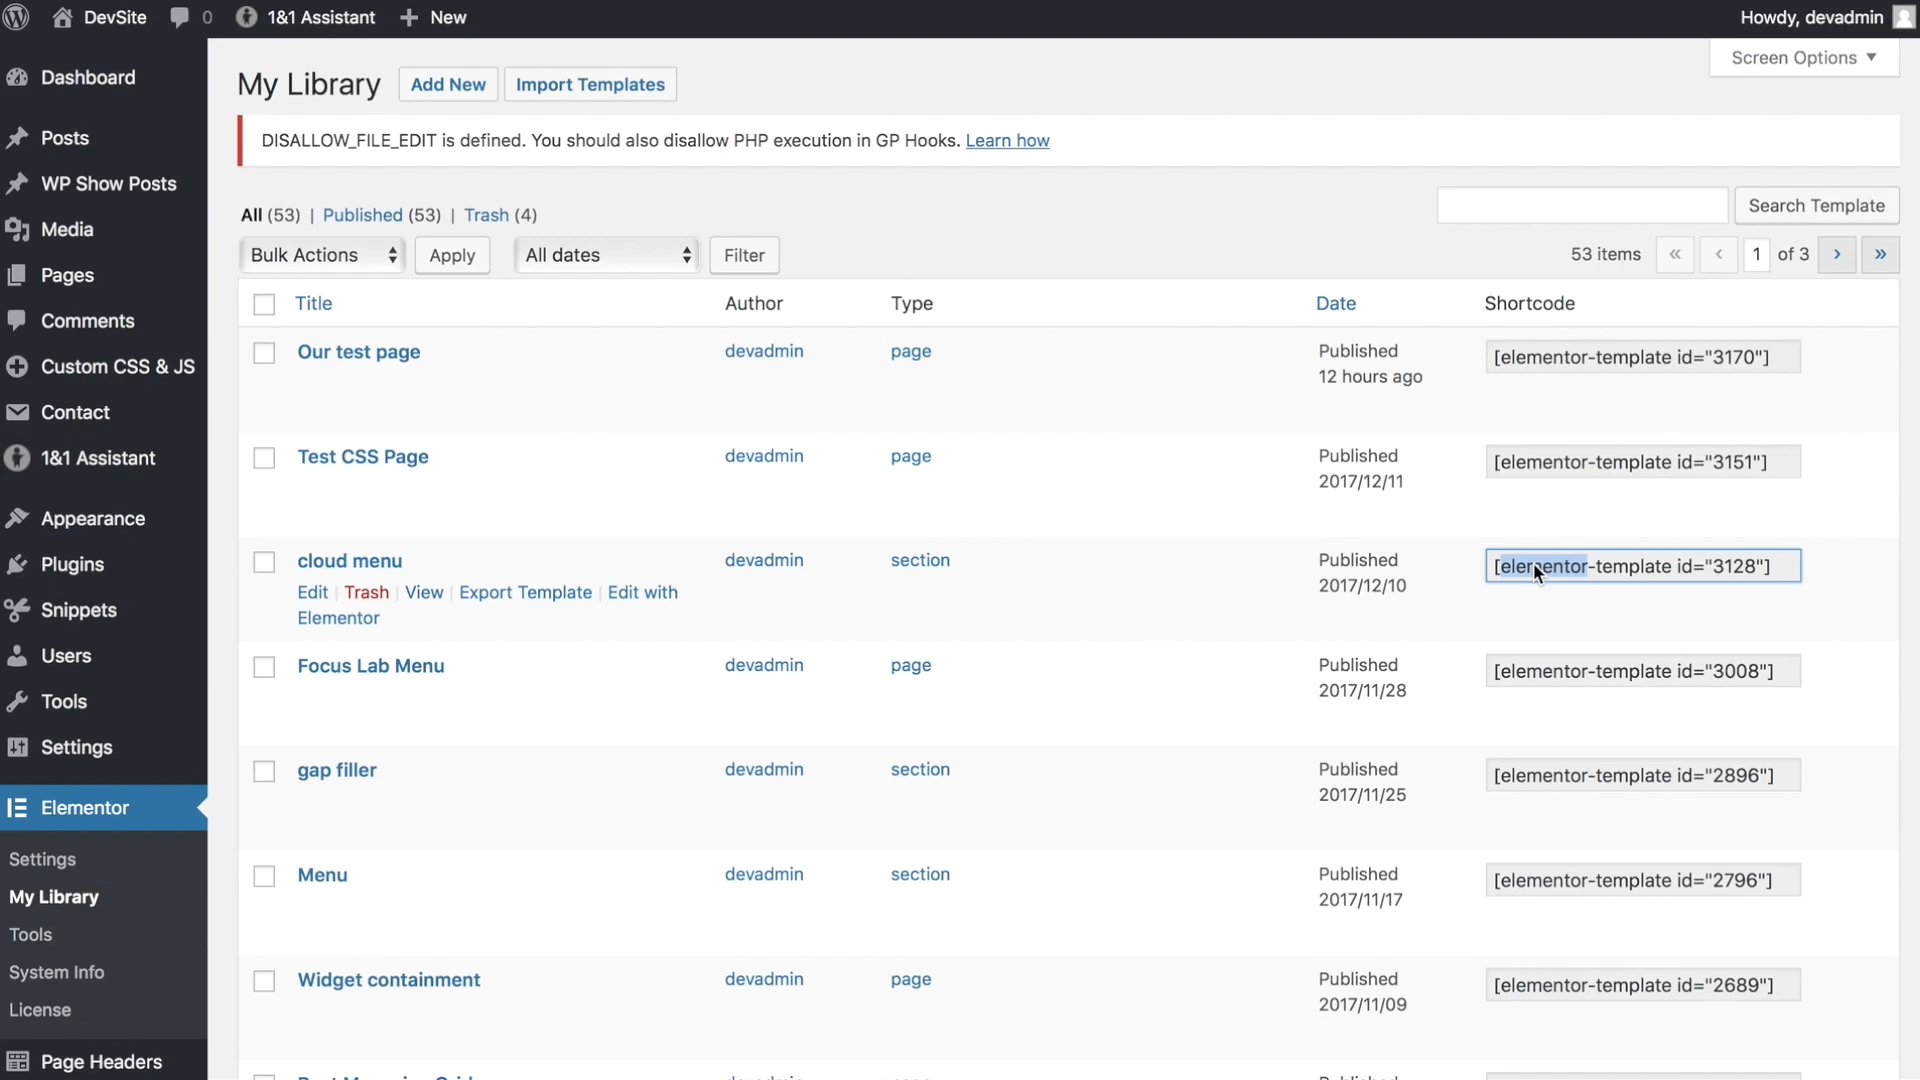 DevSite 0 1&1 Assistant New Howdy, devadmin
Dashboard
Posts
WP Show Posts
Media
Pages
Comments
Custom CSS & JS
Contact
1&1 Assistant
Appearance
Plugins
Snippets
Users
Tools
Settings
Elementor
Settings
My Library
Tools
System Info
License
Page Headers
Screen Options
My Library Add New Import Templates
DISALLOW_FILE_EDIT is defined. You should also disallow PHP execution in GP Hooks. Learn how
All (53) | Published (53) | Trash (4)
Search Template
Bulk Actions Apply All dates Filter
53 items « ‹ 1 of 3 › »
Title Author Type Date Shortcode
Our test page devadmin page Published [elementor-template id="3170"]
12 hours ago
Test CSS Page devadmin page Published [elementor-template id="3151"]
2017/12/11
cloud menu devadmin section Published [elementor-template id="3128"]
2017/12/10
Edit | Trash | View | Export Template | Edit with
Elementor
Focus Lab Menu devadmin page Published [elementor-template id="3008"]
2017/11/28
gap filler devadmin section Published [elementor-template id="2896"]
2017/11/25
Menu devadmin section Published [elementor-template id="2796"]
2017/11/17
Widget containment devadmin page Published [elementor-template id="2689"]
2017/11/09